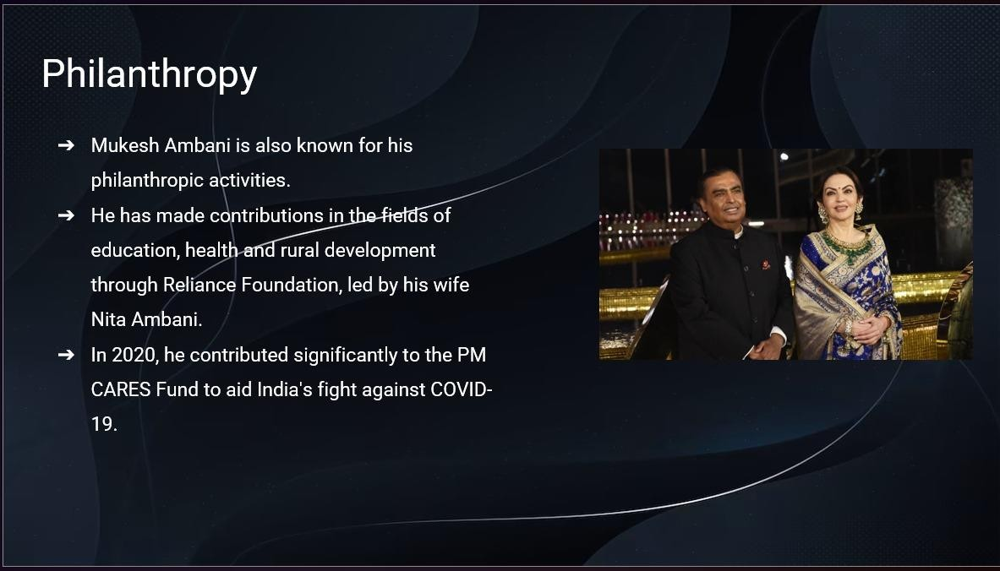 Philanthropy
➔ Mukesh Ambani is also known for his
philanthropic activities.
➔ He has made contributions in the fields of
education, health and rural development
through Reliance Foundation, led by his wife
Nita Ambani.
➔ In 2020, he contributed significantly to the PM
CARES Fund to aid India's fight against COVID-
19.